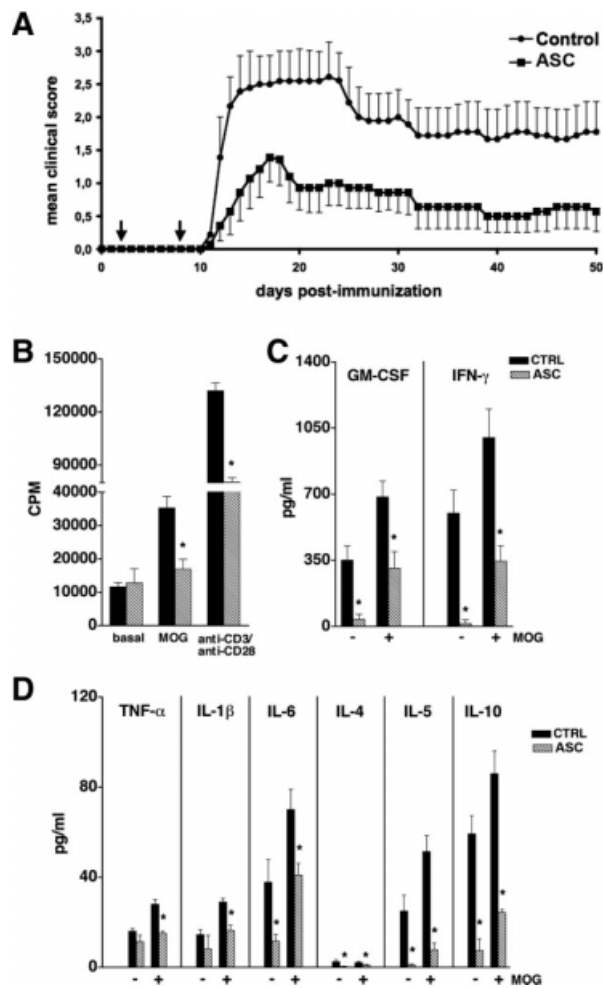 A
3,5
3,0
2,5
2,0
1,5
1,0
0,5
0,0
mean clinical score
Control
ASC
0 10 20 30 40 50
days post-immunization
B
150000
130000
110000
90000
40000
30000
20000
10000
0
CPM
* *
basal MOG anti-CD3/
anti-CD28
C
1400
1050
700
350
0
pg/ml
GM-CSF IFN-γ
CTRL
ASC
* * * *
- + - + MOG
D
120
80
40
0
pg/ml
TNF-α IL-1β IL-6 IL-4 IL-5 IL-10
CTRL
ASC
* * * * * * * * * *
- + - + - + - + - + - + MOG